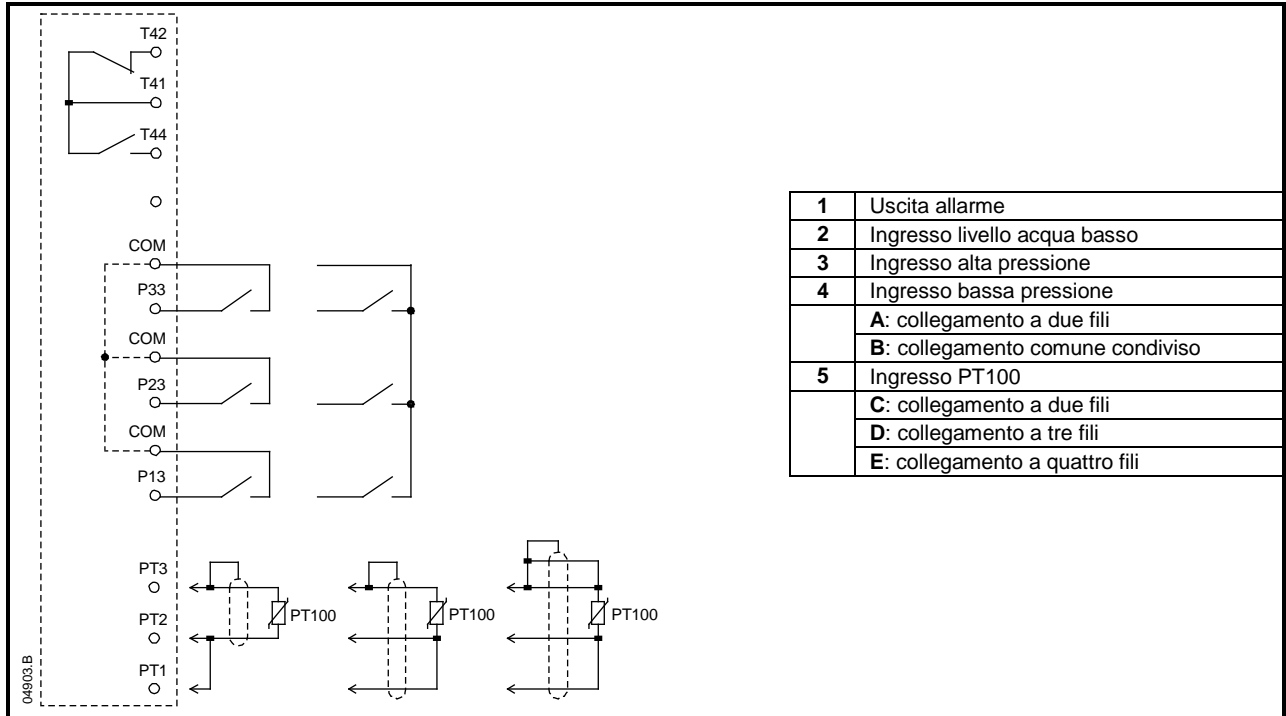 T42
T41
T44
COM
P33
COM
P23
COM
P13
PT3
PT2
PT1
PT100
PT100
PT100
04903.B
1 Uscita allarme
2 Ingresso livello acqua basso
3 Ingresso alta pressione
4 Ingresso bassa pressione
A: collegamento a due fili
B: collegamento comune condiviso
5 Ingresso PT100
C: collegamento a due fili
D: collegamento a tre fili
E: collegamento a quattro fili